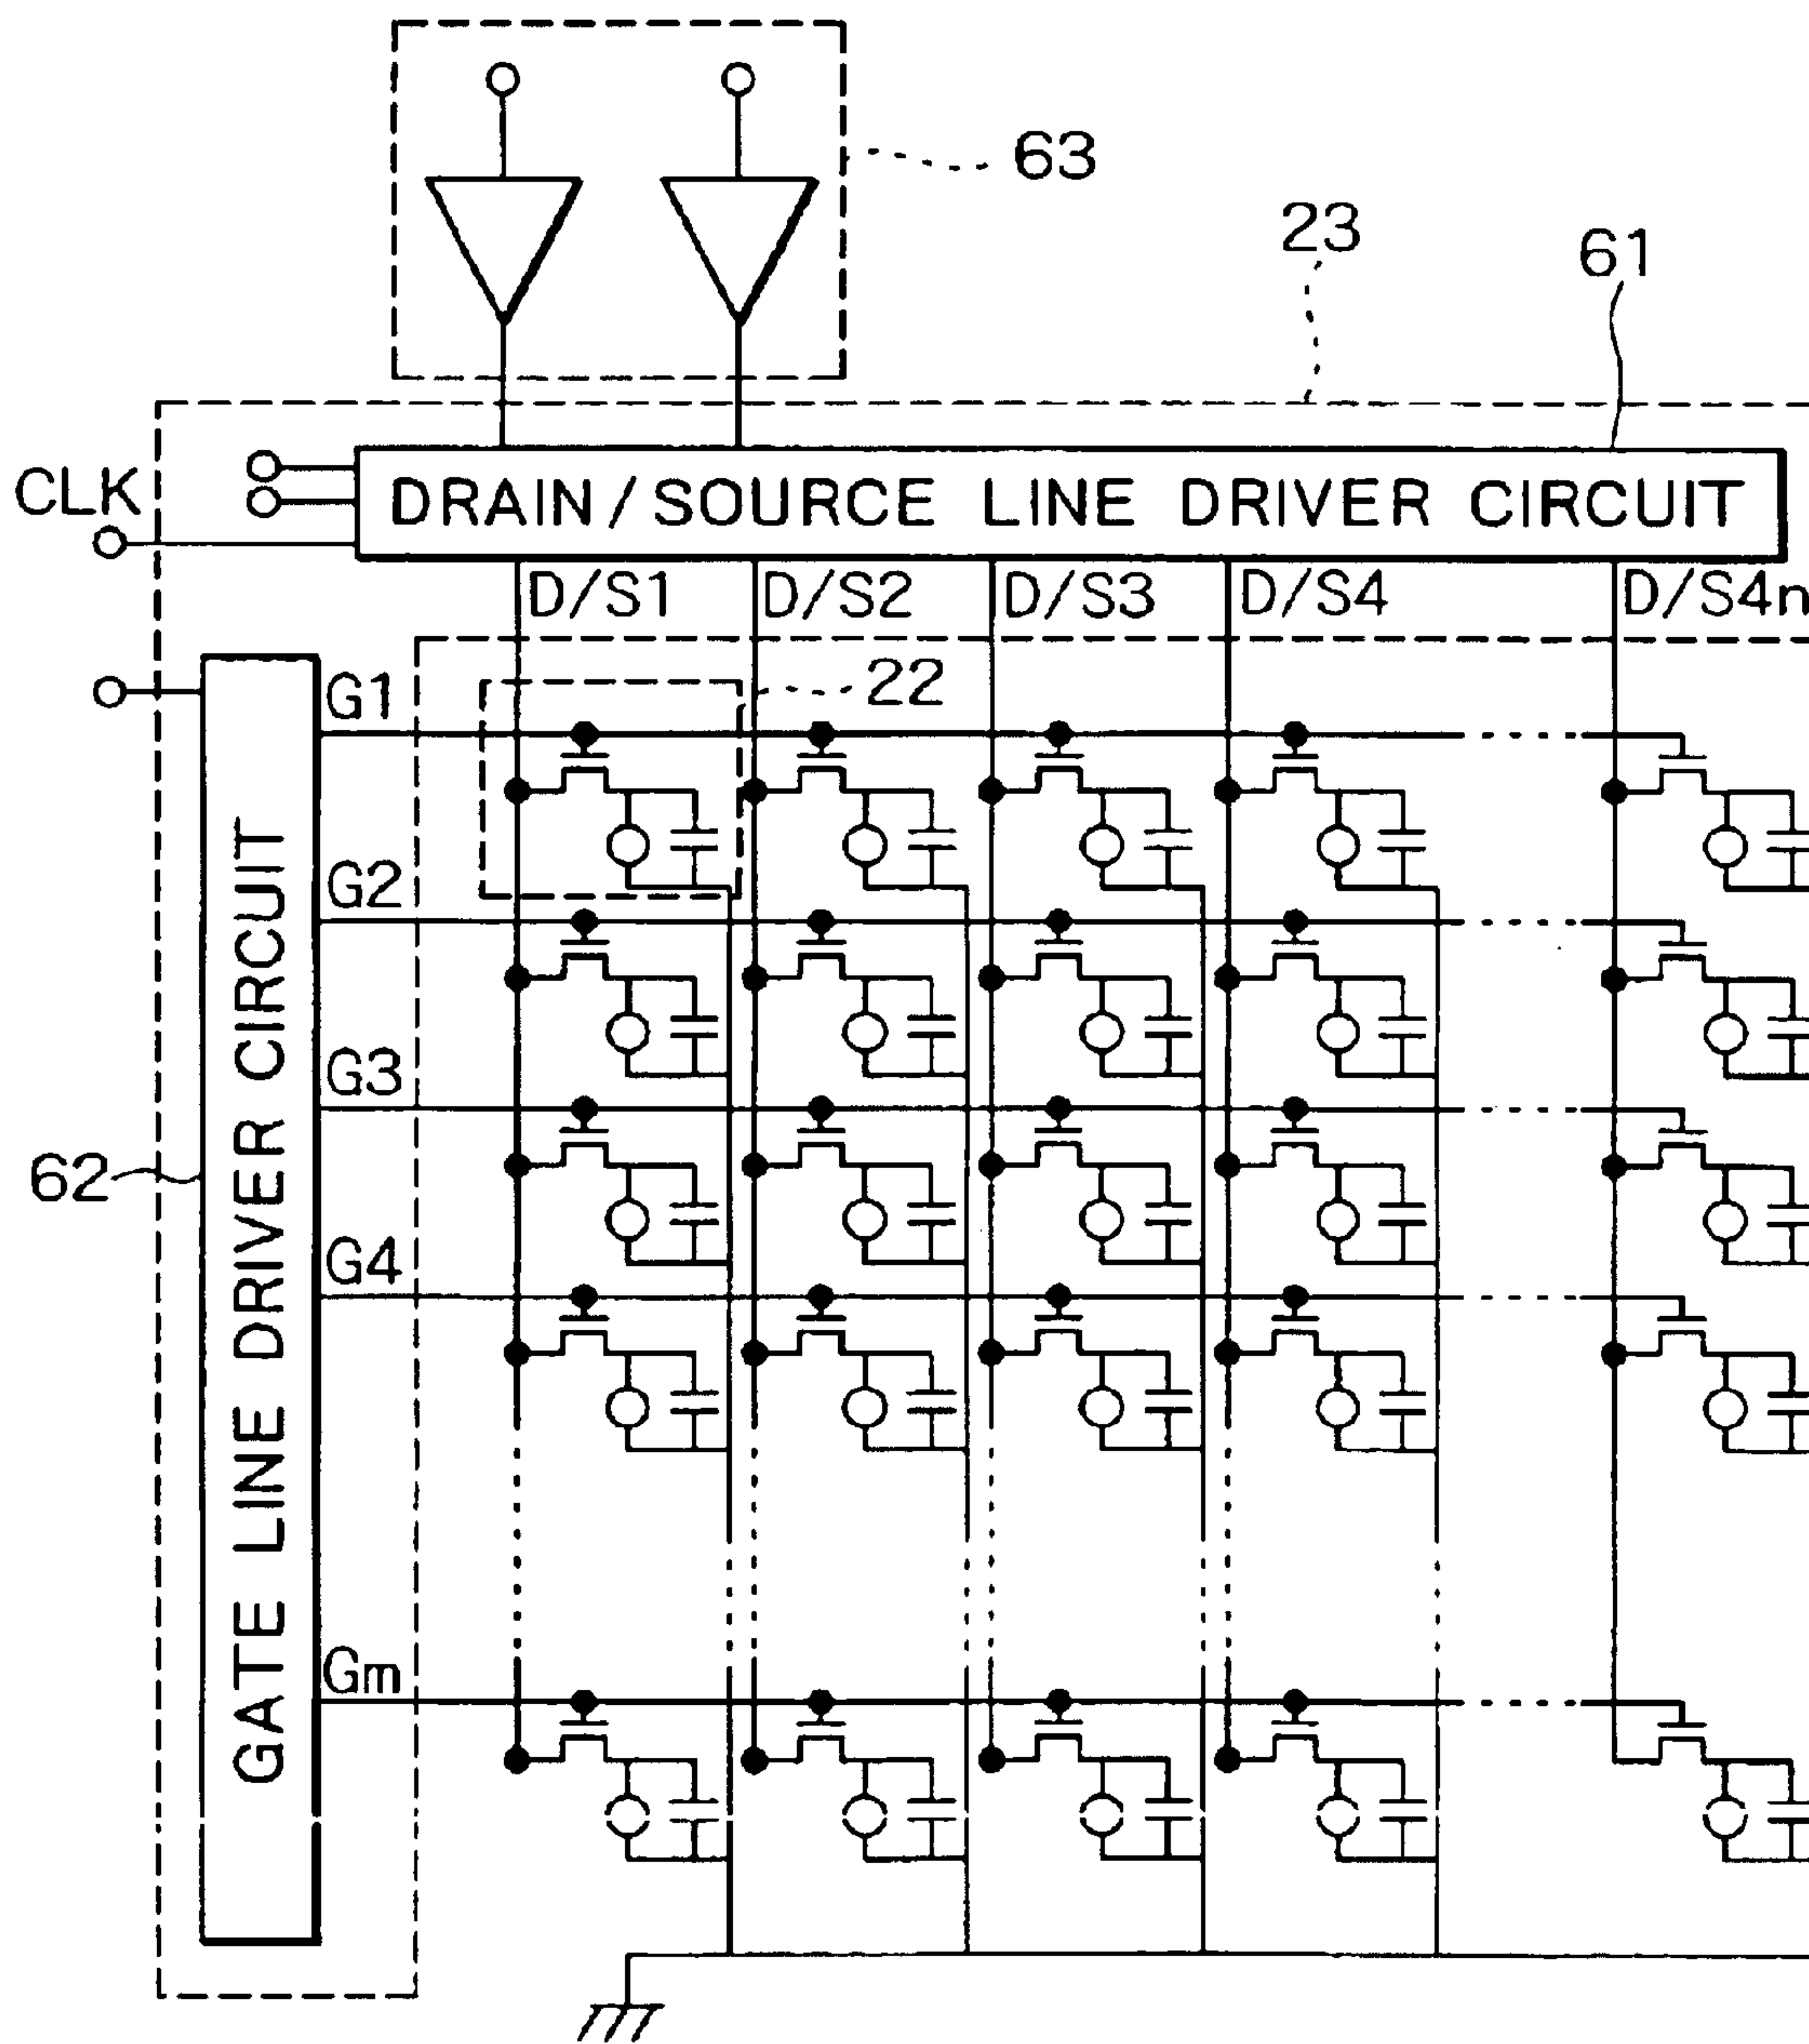 63
23
61
CLK
DRAIN/SOURCE LINE DRIVER CIRCUIT
D/S1 D/S2 D/S3 D/S4 D/S4n
22
G1
G2
G3
G4
Gm
62
GATE LINE DRIVER CIRCUIT